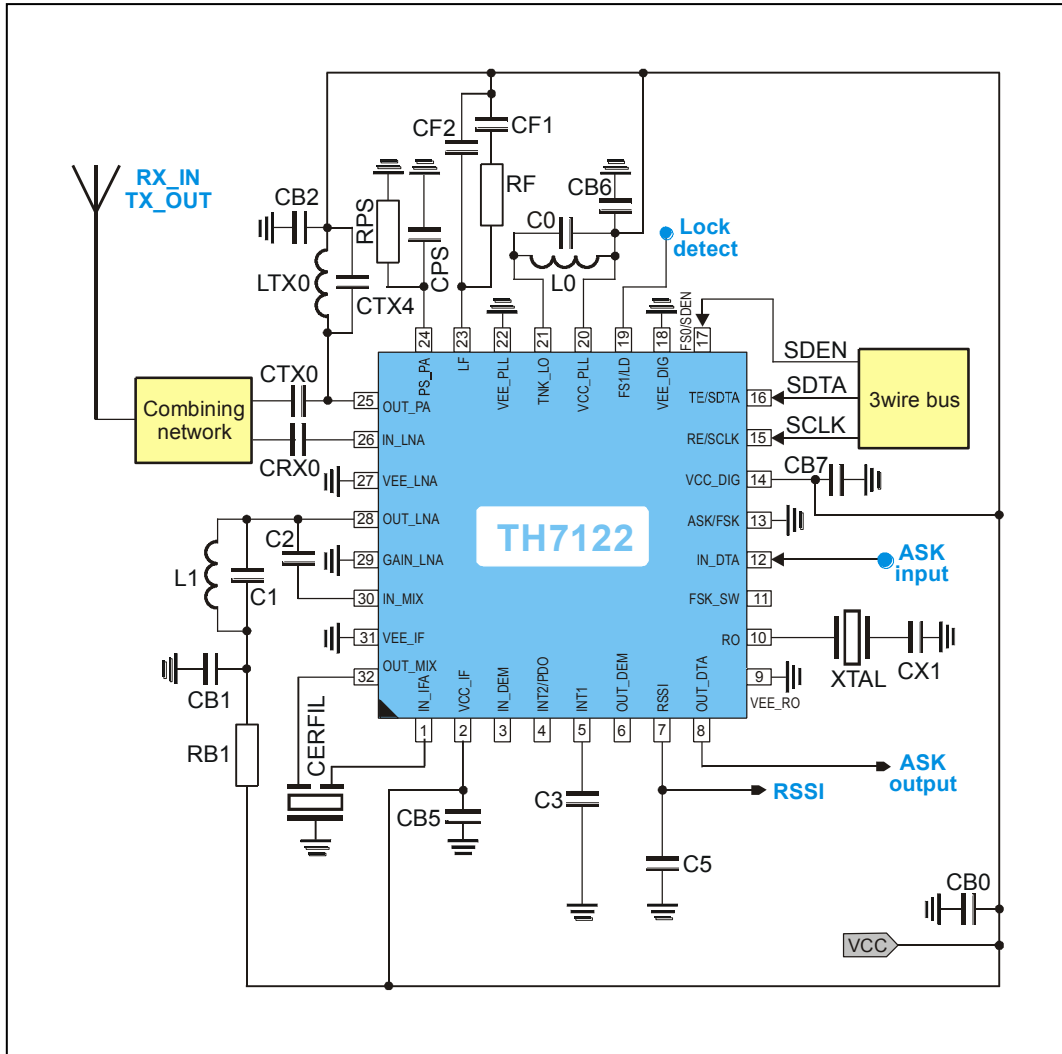 CF2
CF1
RX_IN
TX_OUT
CB2
RPS
CPS
RF
CB6
C0
L0
Lock
detect
LTX0
CTX4
24
23
22
21
20
19
18
17
FS0/SDEN
PS_PA
LF
VEE_PLL
TNK_LO
VCC_PLL
FS1/LD
VEE_DIG
SDEN
SDTA
SCLK
3wire bus
Combining
network
CTX0
CRX0
25
OUT_PA
26
IN_LNA
27
VEE_LNA
28
OUT_LNA
29
GAIN_LNA
30
IN_MIX
31
VEE_IF
32
OUT_MIX
TE/SDTA
16
RE/SCLK
15
VCC_DIG
14
CB7
ASK/FSK
13
IN_DTA
12
ASK
input
FSK_SW
11
RO
10
9
VEE_RO
XTAL
CX1
TH7122
L1
C1
C2
CB1
RB1
CERFIL
IN_IFA
VCC_IF
IN_DEM
INT2/PDO
INT1
OUT_DEM
RSSI
OUT_DTA
1
2
3
4
5
6
7
8
CB5
C3
C5
RSSI
ASK
output
CB0
VCC